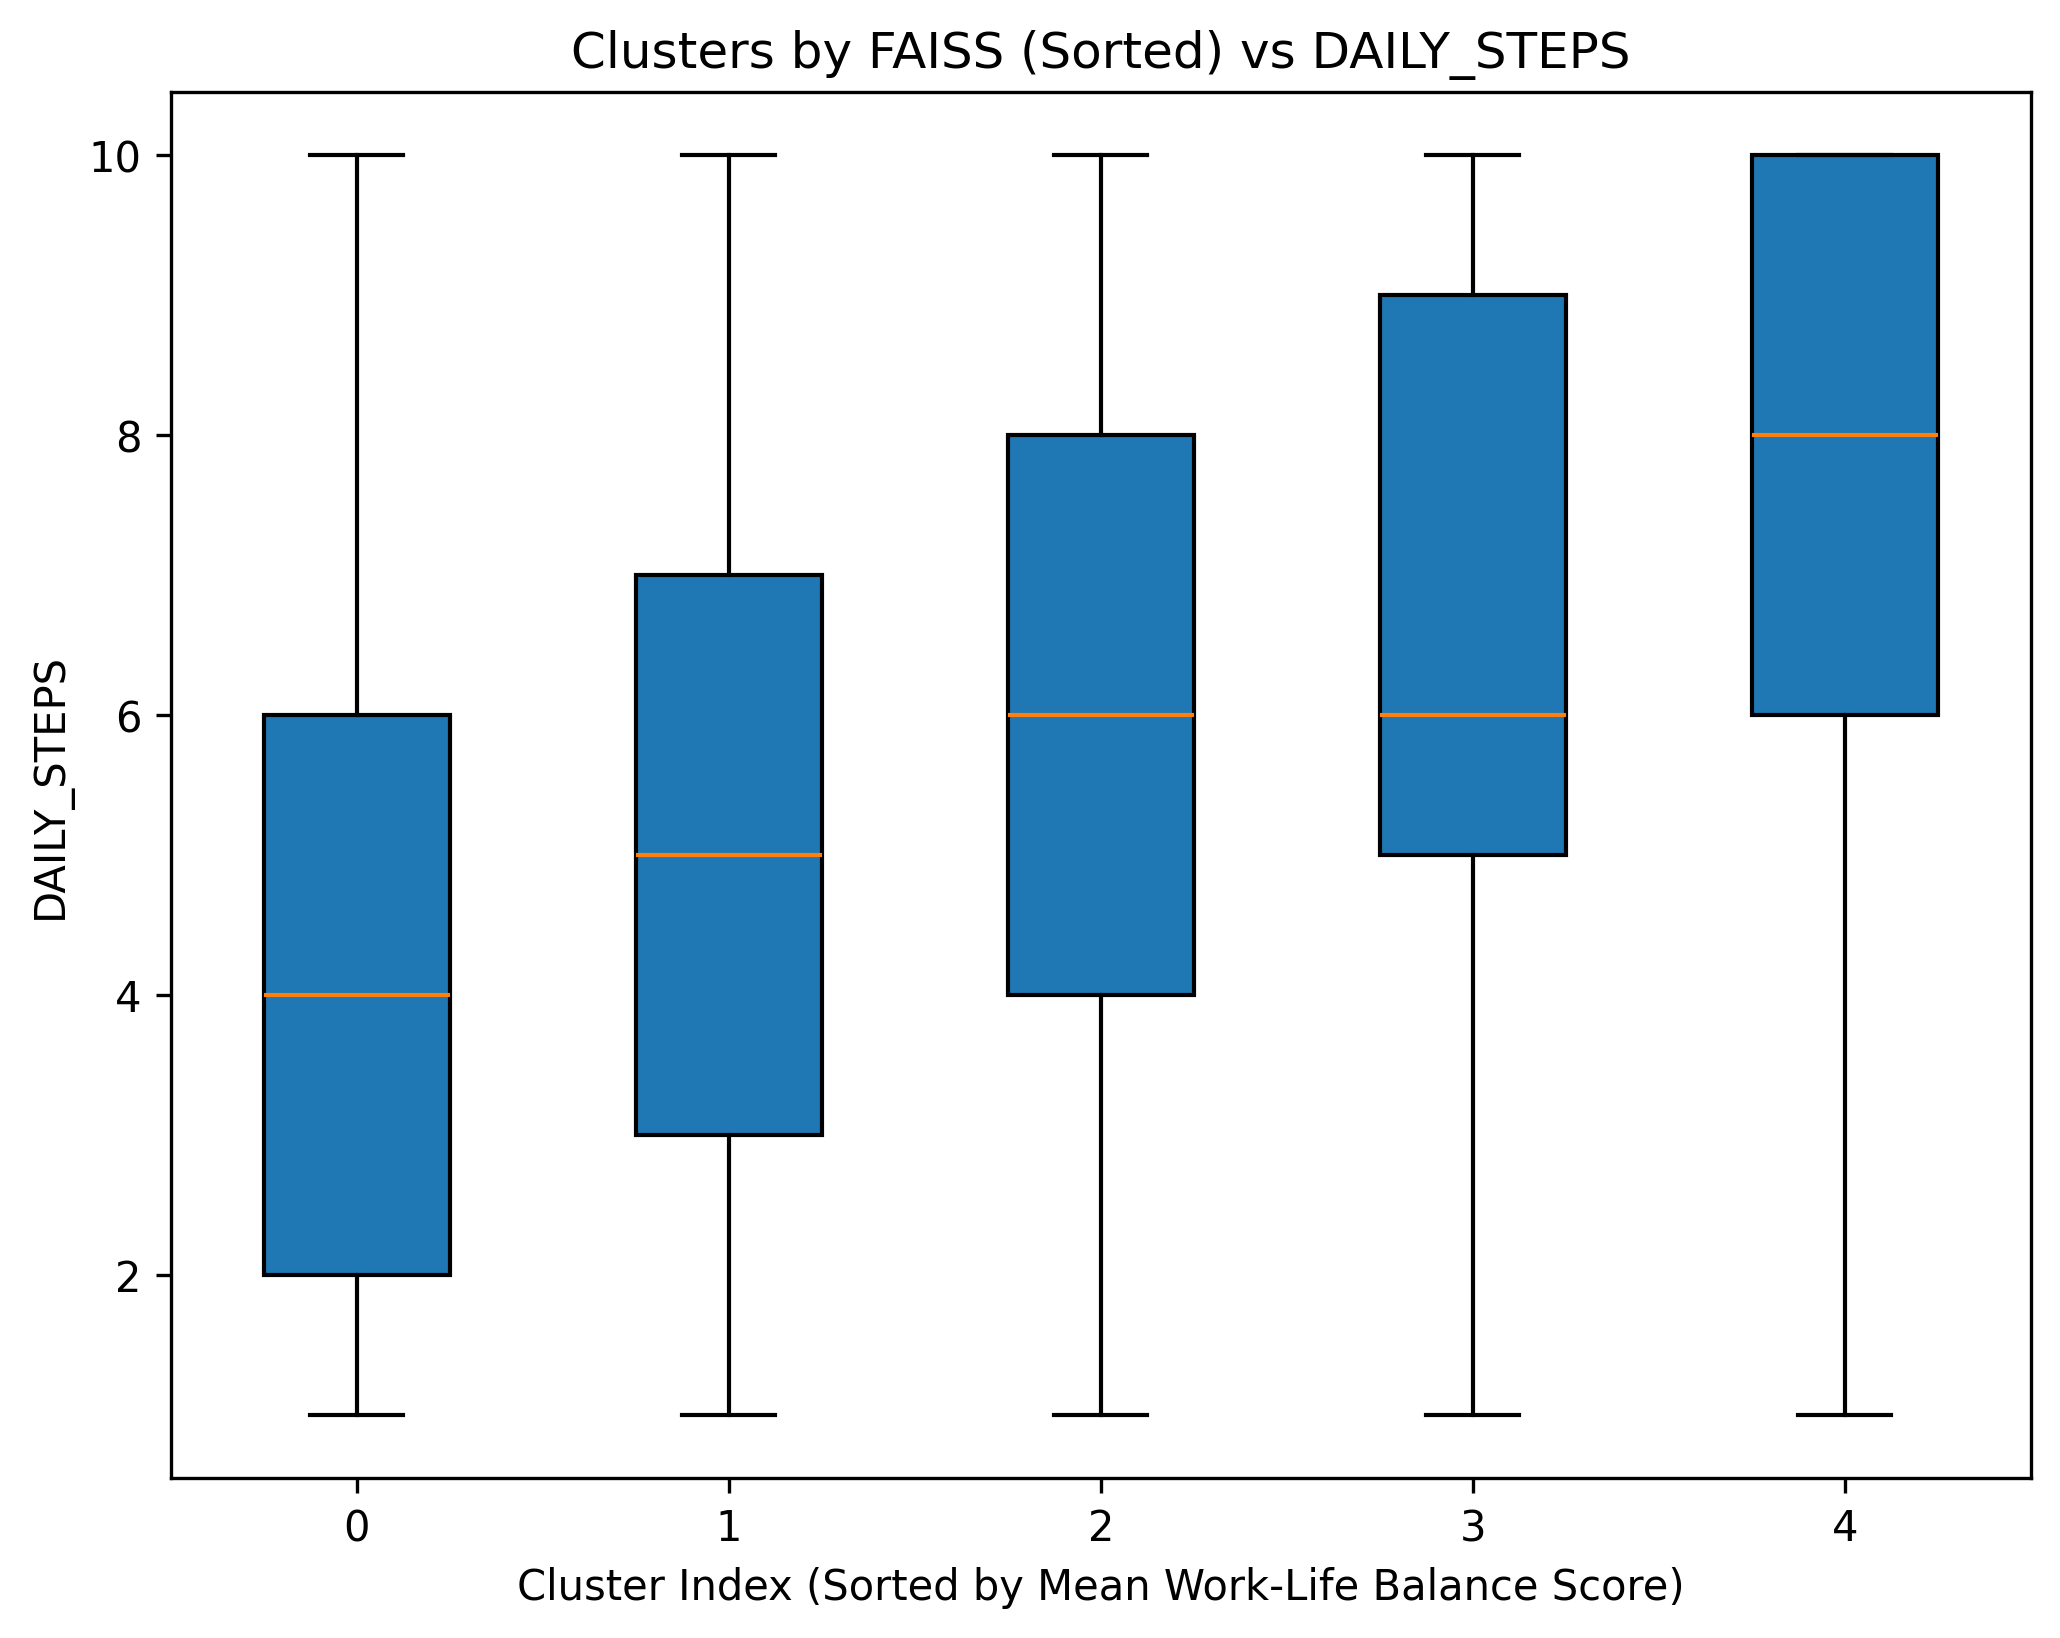 Clusters by FAISS (Sorted) vs DAILY_STEPS
10
8
6
4
2
DAILY_STEPS
0 1 2 3 4
Cluster Index (Sorted by Mean Work-Life Balance Score)